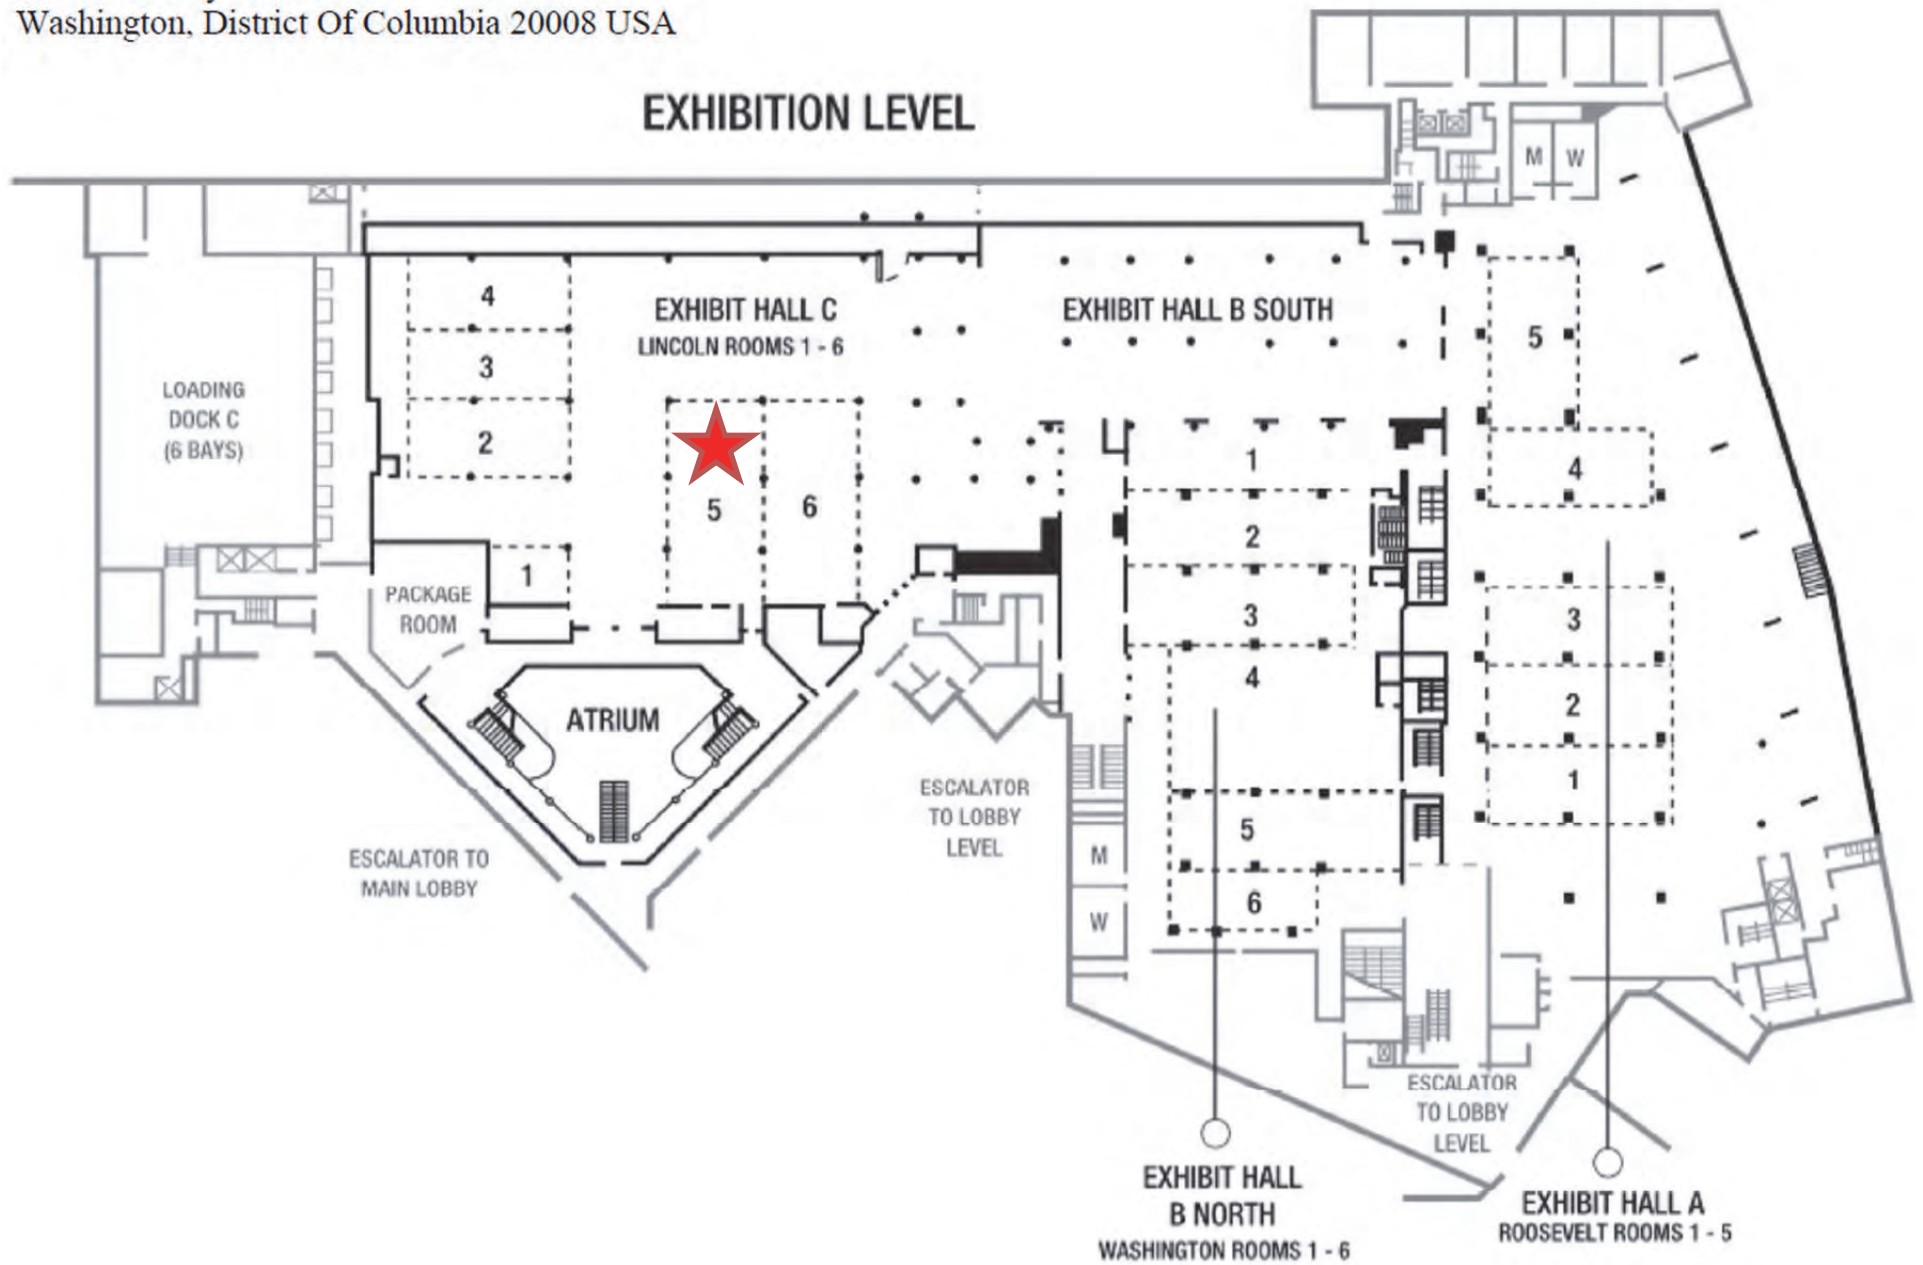 Washington, District Of Columbia 20008 USA
EXHIBITION LEVEL
M W
4
3
2
1
EXHIBIT HALL C
LINCOLN ROOMS 1 - 6
5 6
EXHIBIT HALL B SOUTH
LOADING
DOCK C
(6 BAYS)
PACKAGE
ROOM
ATRIUM
ESCALATOR TO
MAIN LOBBY
ESCALATOR
TO LOBBY
LEVEL
M
W
1
2
3
4
5
6
5
4
3
2
1
ESCALATOR
TO LOBBY
LEVEL
EXHIBIT HALL
B NORTH
WASHINGTON ROOMS 1 - 6
EXHIBIT HALL A
ROOSEVELT ROOMS 1 - 5